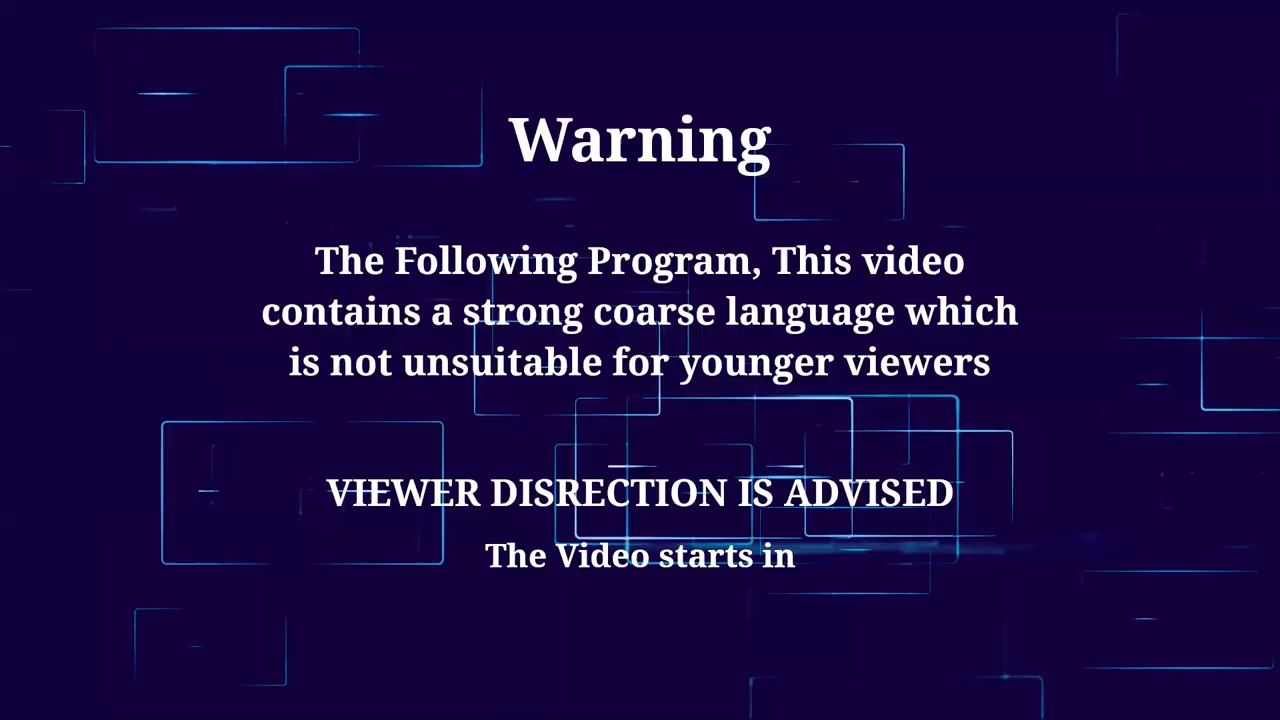 Warning
The Following Program, This video
contains a strong coarse language which
is not unsuitable for younger viewers
VIEWER DISRECTION IS ADVISED
The Video starts in